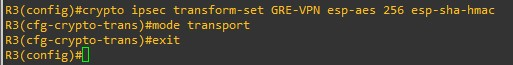 R3(config)#crypto ipsec transform-set GRE-VPN esp-aes 256 esp-sha-hmac
R3(cfg-crypto-trans)#mode transport
R3(cfg-crypto-trans)#exit
R3(config)#